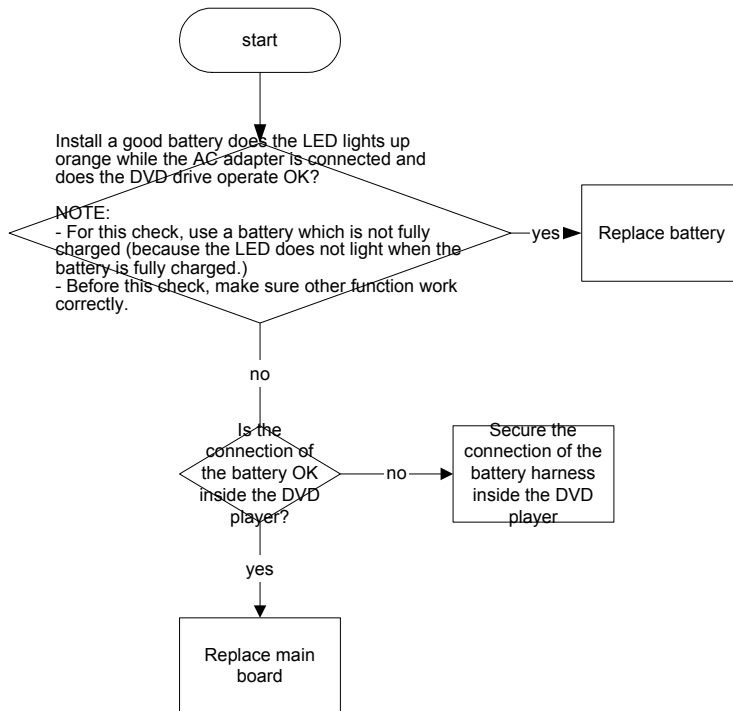 start
Install a good battery does the LED lights up
orange while the AC adapter is connected and
does the DVD drive operate OK?
NOTE:
- For this check, use a battery which is not fully
charged (because the LED does not light when the
battery is fully charged.)
- Before this check, make sure other function work
correctly.
yes
Replace battery
no
Is the
connection of
the battery OK
inside the DVD
player?
no
Secure the
connection of the
battery harness
inside the DVD
player
yes
Replace main
board